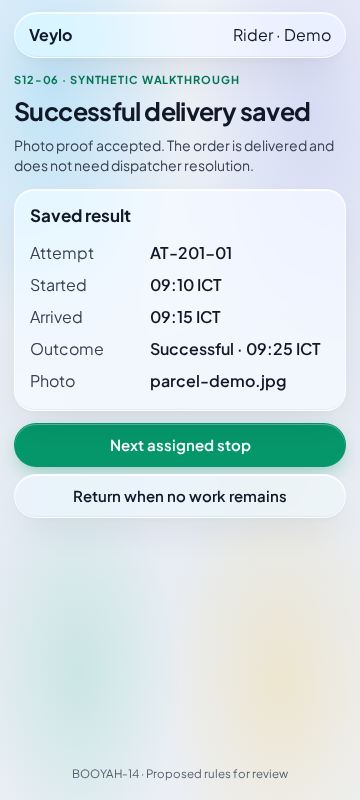 Veylo
Rider · Demo
S12-06 · SYNTHETIC WALKTHROUGH
Successful delivery saved
Photo proof accepted. The order is delivered and
does not need dispatcher resolution.
Saved result
Attempt AT-201-01
Started 09:10 ICT
Arrived 09:15 ICT
Outcome Successful · 09:25 ICT
Photo parcel-demo.jpg
Next assigned stop
Return when no work remains
BOOYAH-14 · Proposed rules for review